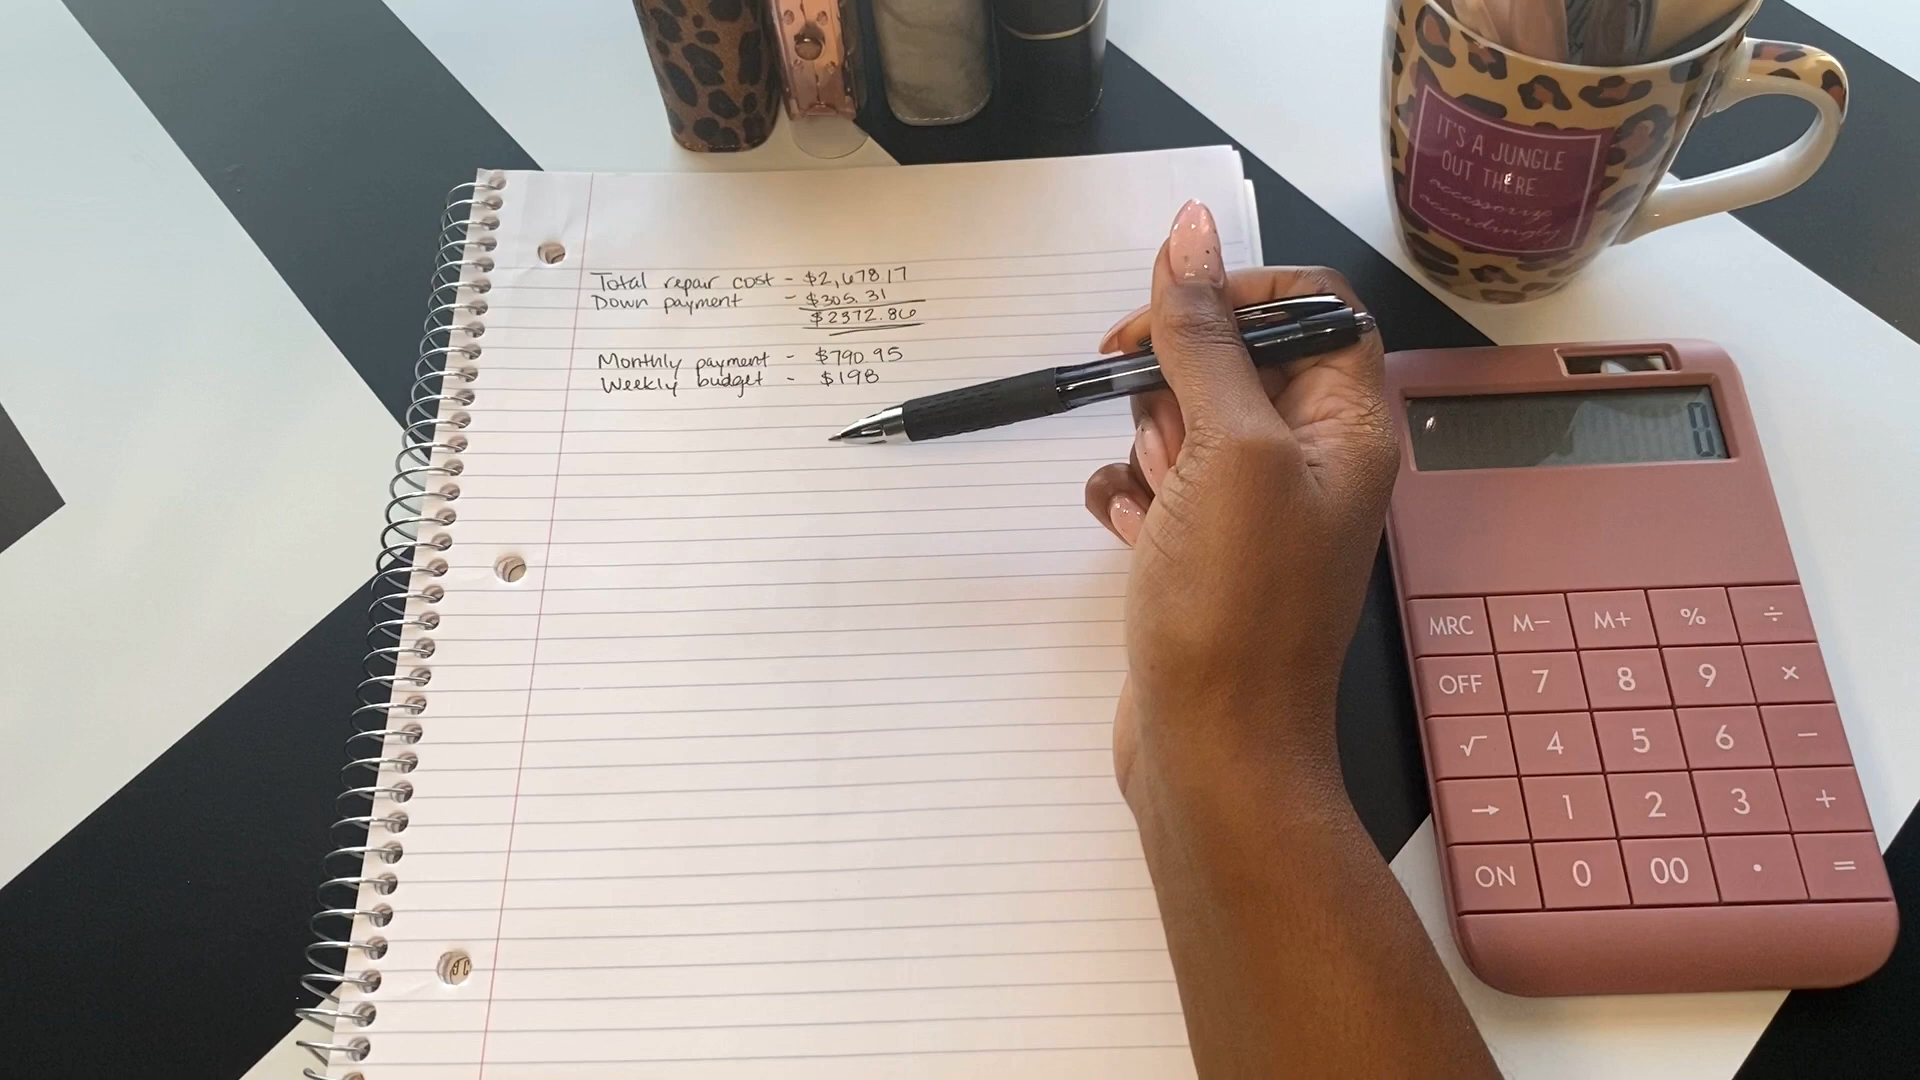 Total repair cost - $2,678.17
Down payment - $305.31
$2372.86
Monthly payment - $790.95
Weekly budget - $198
IT'S A JUNGLE
OUT THERE
accessorize
accordingly
0
MRC M- M+ % ÷
OFF 7 8 9 ×
√ 4 5 6 -
→ 1 2 3 +
ON 0 00 . =